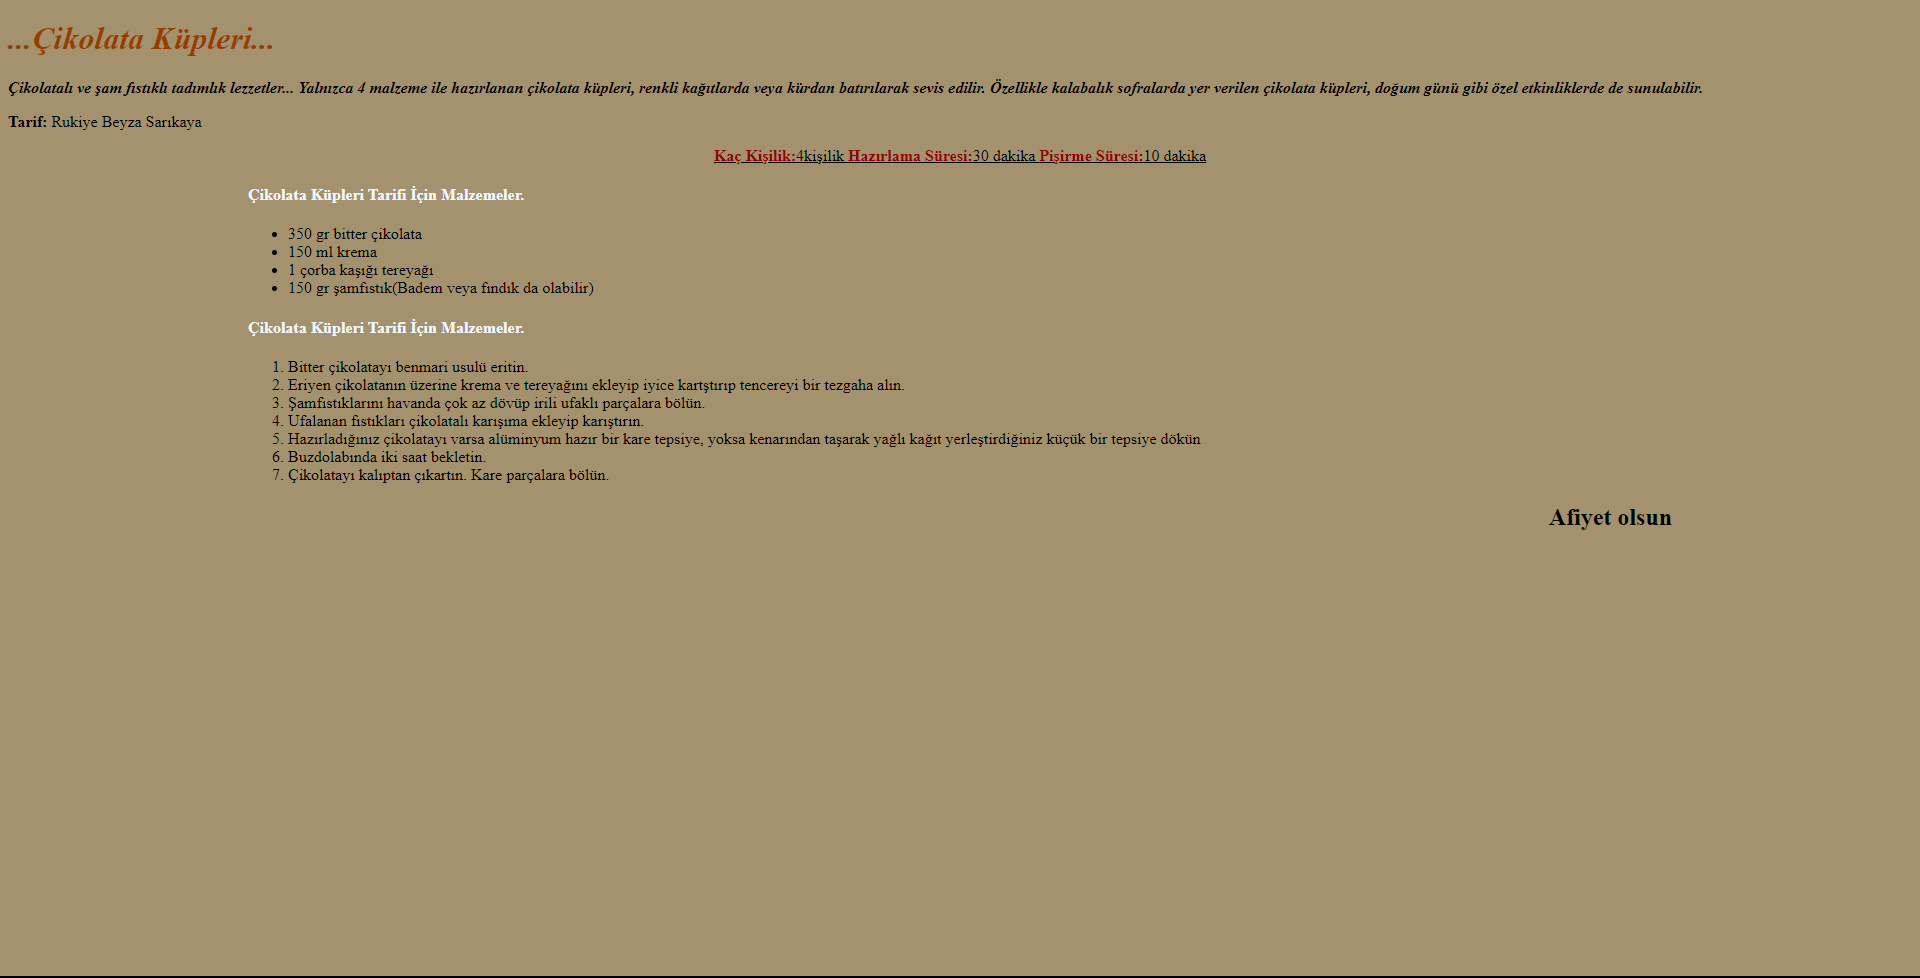 ...Çikolata Küpleri...
Çikolatalı ve şam fıstıklı tadımlık lezzetler... Yalnızca 4 malzeme ile hazırlanan çikolata küpleri, renkli kağıtlarda veya kürdan batırılarak sevis edilir. Özellikle kalabalık sofralarda yer verilen çikolata küpleri, doğum günü gibi özel etkinliklerde de sunulabilir.
Tarif: Rukiye Beyza Sarıkaya
Kaç Kişilik:4kişilik Hazırlama Süresi:30 dakika Pişirme Süresi:10 dakika
Çikolata Küpleri Tarifi İçin Malzemeler.
• 350 gr bitter çikolata
• 150 ml krema
• 1 çorba kaşığı tereyağı
• 150 gr şamfıstık(Badem veya fındık da olabilir)
Çikolata Küpleri Tarifi İçin Malzemeler.
1. Bitter çikolatayı benmari usulü eritin.
2. Eriyen çikolatanın üzerine krema ve tereyağını ekleyip iyice kartştırıp tencereyi bir tezgaha alın.
3. Şamfıstıklarını havanda çok az dövüp irili ufaklı parçalara bölün.
4. Ufalanan fıstıkları çikolatalı karışıma ekleyip karıştırın.
5. Hazırladığınız çikolatayı varsa alüminyum hazır bir kare tepsiye, yoksa kenarından taşarak yağlı kağıt yerleştirdiğiniz küçük bir tepsiye dökün
6. Buzdolabında iki saat bekletin.
7. Çikolatayı kalıptan çıkartın. Kare parçalara bölün.
Afiyet olsun